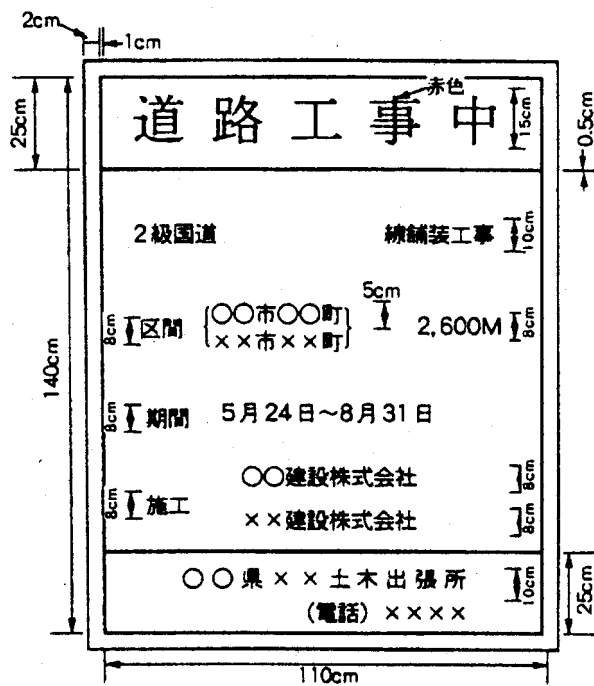 2cm
1cm
赤色
25cm
道路工事中
15cm
0.5cm
2級国道 線舗装工事
10cm
5cm
8cm 区間 {○○市○○町 ××市××町} 2,600M 8cm
140cm
8cm 期間 5月24日～8月31日
○○建設株式会社 8cm
8cm 施工
××建設株式会社 8cm
○○県××土木出張所 10cm
25cm
(電話) ××××
110cm